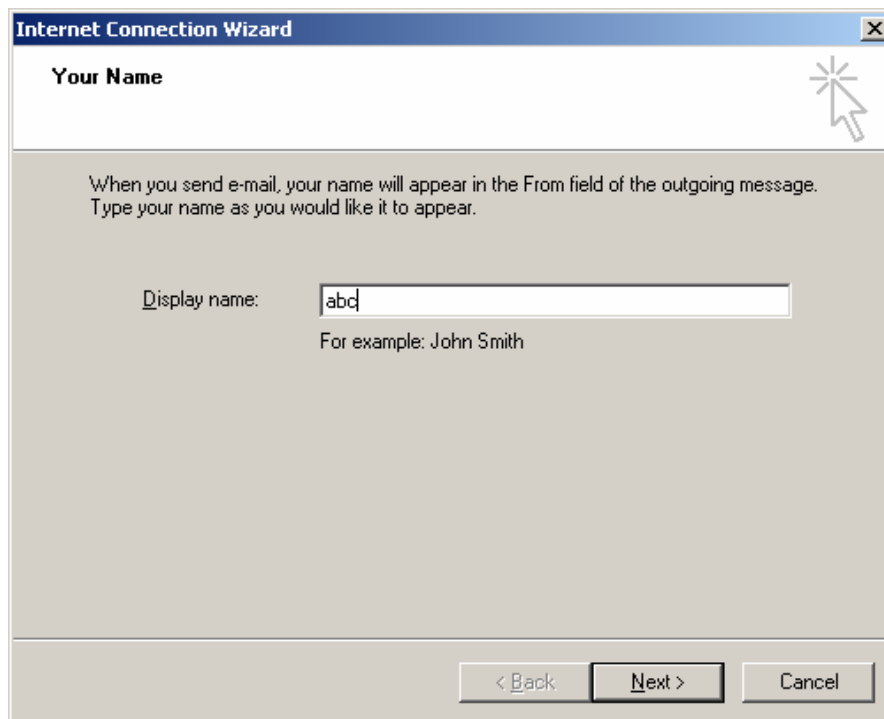 Internet Connection Wizard
Your Name
When you send e-mail, your name will appear in the From field of the outgoing message.
Type your name as you would like it to appear.
Display name: abc
For example: John Smith
< Back Next > Cancel